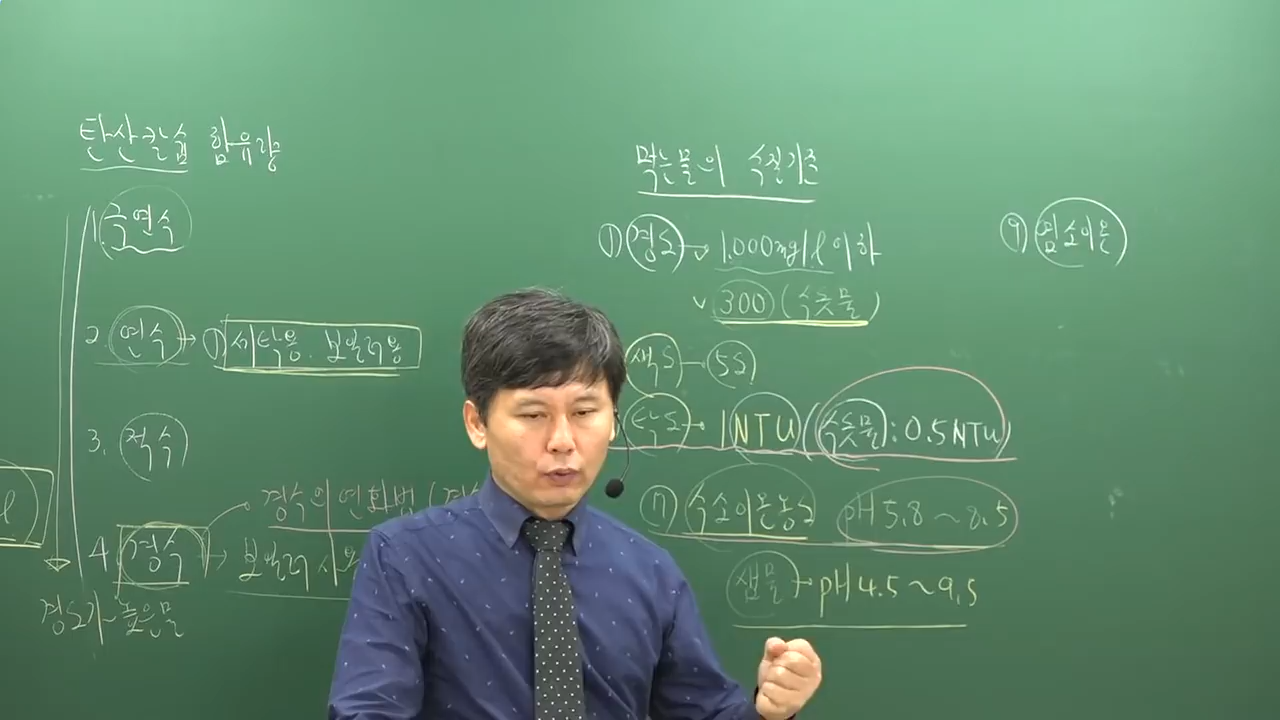 탄산칼슘 함유량
1. 극연수
2. 연수 → ① 세탁용. 보일러용
3. 적수
4. 경수 → 경수의 연화법 (경수
→ 보일러 사용
경도가 높은 물
l
먹는물의 수질기준
① 경도 → 1,000mg/l 이하
300 (수돗물)
색도 - 5도
탁도 → 1NTU (수돗물: 0.5NTU)
⑦ 수소이온농도 pH 5.8 ~ 8.5
샘물 → pH 4.5 ~ 9.5
⑨ 염소이온